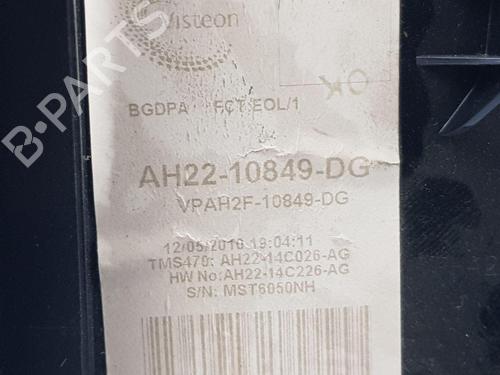 Visteon
OK
BGDPA FCT EOL/1
AH22-10849-DG
VPAH2F-10849-DG
12/05/2010 19:04:11
TMS470: AH22-14C026-AG
HW No:AH22-14C226-AG
S/N: MST6050NH
B-PARTS